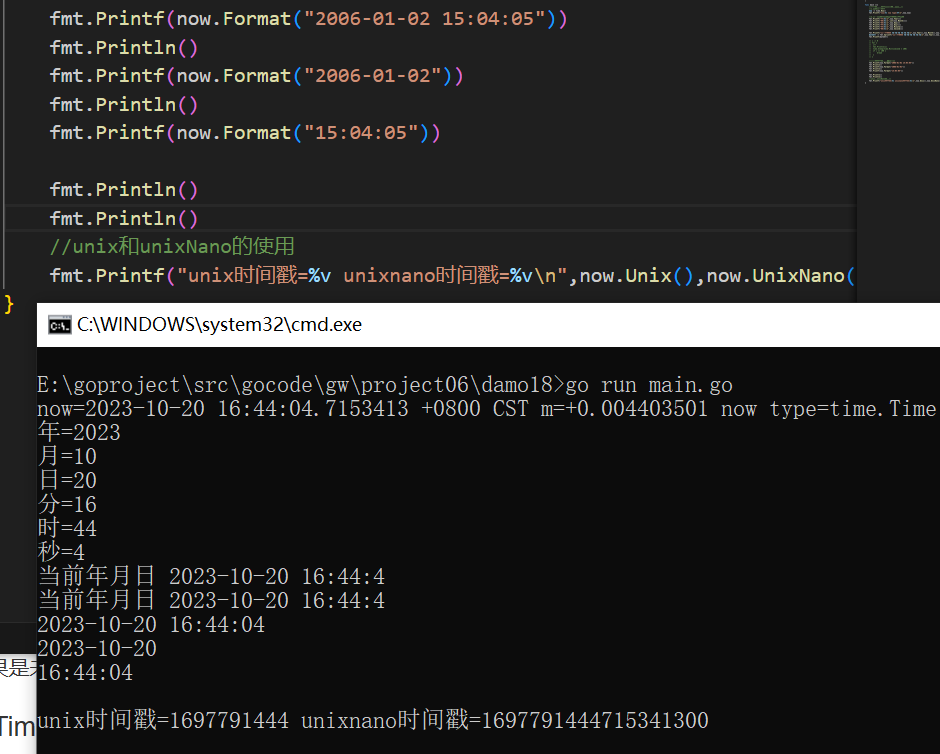 fmt.Printf(now.Format("2006-01-02 15:04:05"))
fmt.Println()
fmt.Printf(now.Format("2006-01-02"))
fmt.Println()
fmt.Printf(now.Format("15:04:05"))
fmt.Println()
fmt.Println()
//unix和unixNano的使用
fmt.Printf("unix时间戳=%v unixnano时间戳=%v\n",now.Unix(),now.UnixNano(
}
C:\WINDOWS\system32\cmd.exe
E:\goproject\src\gocode\gw\project06\damo18>go run main.go
now=2023-10-20 16:44:04.7153413 +0800 CST m=+0.004403501 now type=time.Time
年=2023
月=10
日=20
分=16
时=44
秒=4
当前年月日 2023-10-20 16:44:4
当前年月日 2023-10-20 16:44:4
2023-10-20 16:44:04
2023-10-20
16:44:04
果是
Tim
unix时间戳=1697791444 unixnano时间戳=1697791444715341300